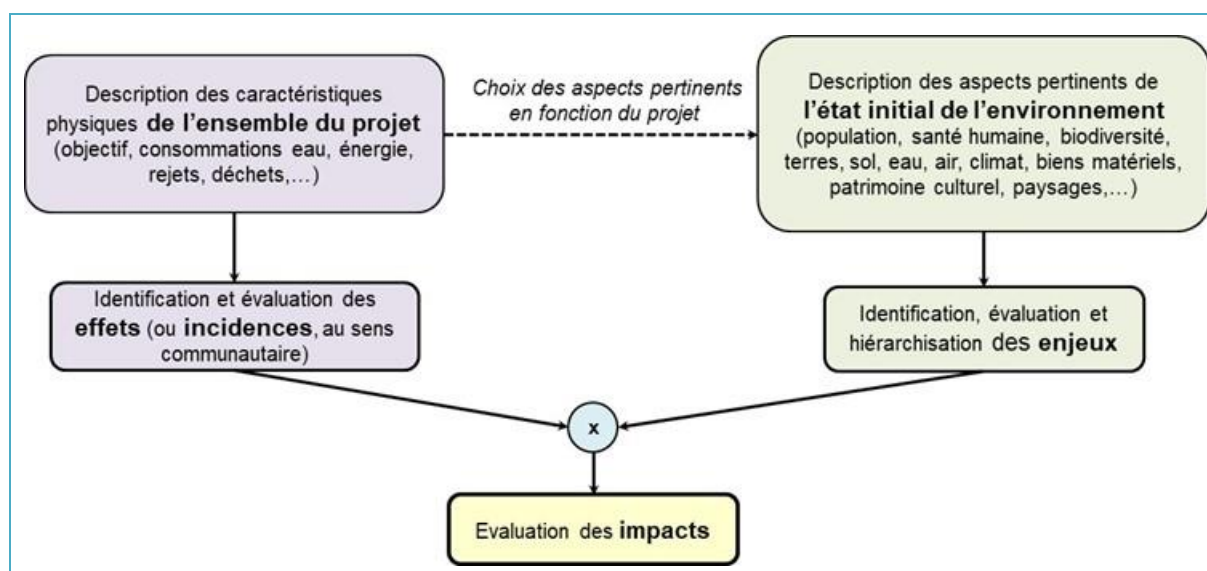 Description des caractéristiques
physiques de l'ensemble du projet
(objectif, consommations eau, énergie,
rejets, déchets,…)
Choix des aspects pertinents
en fonction du projet
Description des aspects pertinents de
l'état initial de l'environnement
(population, santé humaine, biodiversité,
terres, sol, eau, air, climat, biens matériels,
patrimoine culturel, paysages,…)
Identification et évaluation des
effets (ou incidences, au sens
communautaire)
Identification, évaluation et
hiérarchisation des enjeux
x
Evaluation des impacts